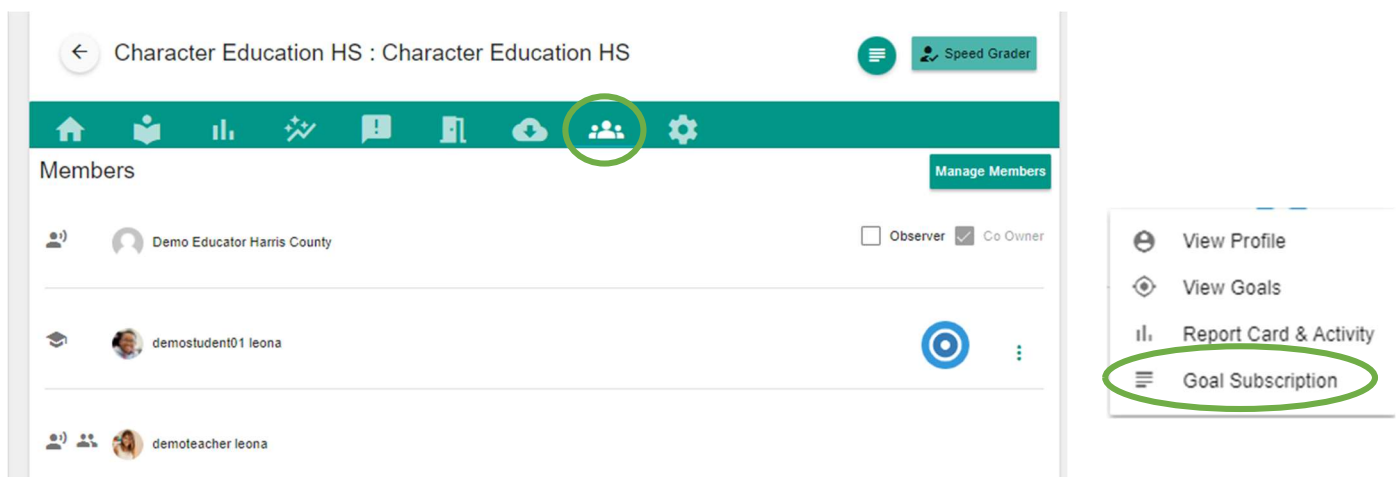 Character Education HS : Character Education HS
Speed Grader
Members
Manage Members
Demo Educator Harris County
Observer
Co Owner
demostudent01 leona
demoteacher leona
View Profile
View Goals
Report Card & Activity
Goal Subscription